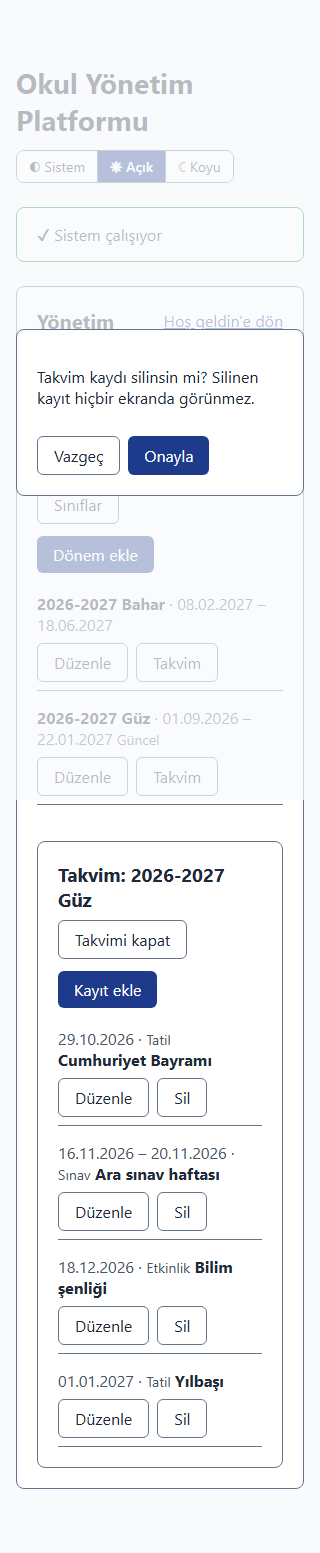 Okul Yönetim
Platformu
Sistem
Açık
Koyu
✓ Sistem çalışıyor
Yönetim
Hoş geldin'e dön
Takvim kaydı silinsin mi? Silinen
kayıt hiçbir ekranda görünmez.
Vazgeç
Onayla
Sınıflar
Dönem ekle
2026-2027 Bahar · 08.02.2027 –
18.06.2027
Düzenle
Takvim
2026-2027 Güz · 01.09.2026 –
22.01.2027 Güncel
Düzenle
Takvim
Takvim: 2026-2027
Güz
Takvimi kapat
Kayıt ekle
29.10.2026 · Tatil
Cumhuriyet Bayramı
Düzenle
Sil
16.11.2026 – 20.11.2026 ·
Sınav Ara sınav haftası
Düzenle
Sil
18.12.2026 · Etkinlik Bilim
şenliği
Düzenle
Sil
01.01.2027 · Tatil Yılbaşı
Düzenle
Sil